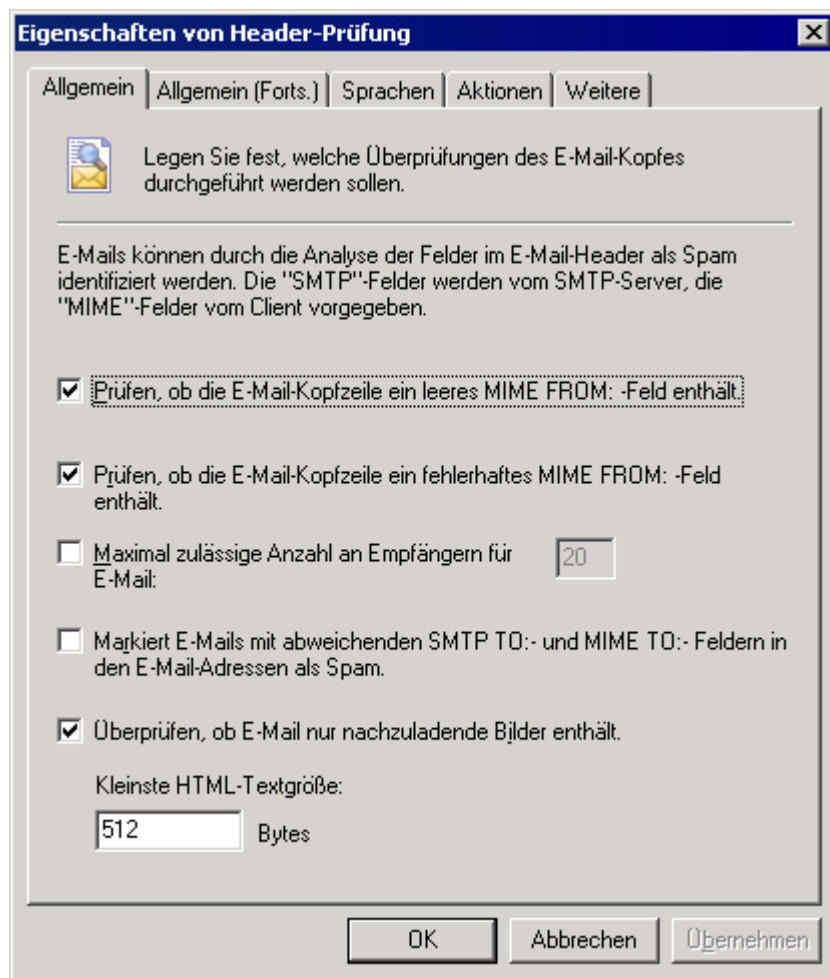 Eigenschaften von Header-Prüfung
Allgemein Allgemein (Forts.) Sprachen Aktionen Weitere
Legen Sie fest, welche Überprüfungen des E-Mail-Kopfes
durchgeführt werden sollen.
E-Mails können durch die Analyse der Felder im E-Mail-Header als Spam
identifiziert werden. Die "SMTP"-Felder werden vom SMTP-Server, die
"MIME"-Felder vom Client vorgegeben.
Prüfen, ob die E-Mail-Kopfzeile ein leeres MIME FROM: -Feld enthält.
Prüfen, ob die E-Mail-Kopfzeile ein fehlerhaftes MIME FROM: -Feld
enthält.
Maximal zulässige Anzahl an Empfängern für 20
E-Mail:
Markiert E-Mails mit abweichenden SMTP TO:- und MIME TO:- Feldern in
den E-Mail-Adressen als Spam.
Überprüfen, ob E-Mail nur nachzuladende Bilder enthält.
Kleinste HTML-Textgröße:
512 Bytes
OK Abbrechen Übernehmen